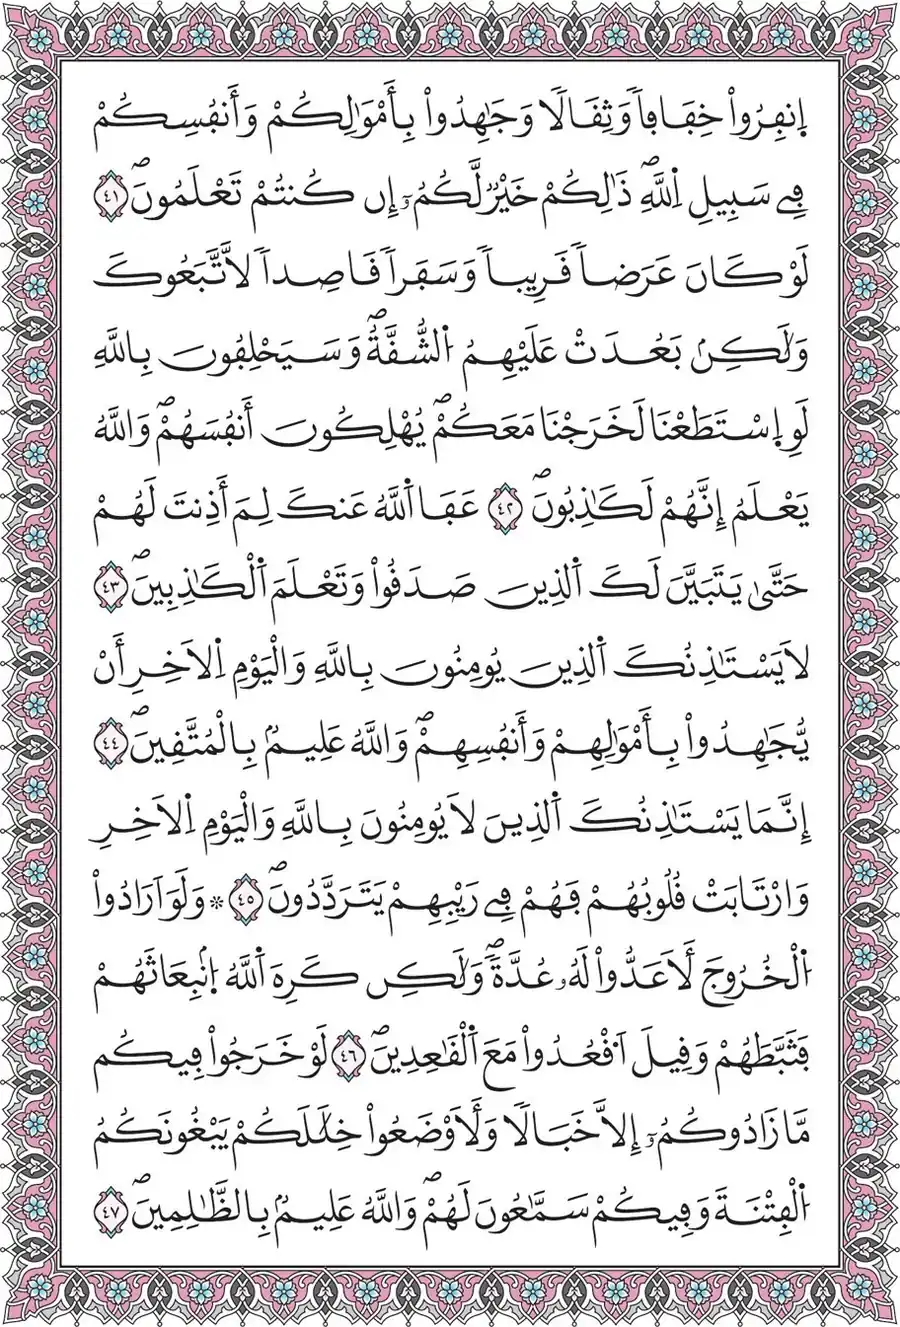 اِ۪نفِرُواْ خِفَافاٗ وَثِقَالاٗ وَجَٰهِدُواْ بِأَمْوَٰلِكُمْ وَأَنفُسِكُمْ
فِے سَبِيلِ اِ۬للَّهِۖ ذَٰلِكُمْ خَيْرٞ لَّكُمُۥٓ إِن كُنتُمْ تَعْلَمُونَۖ ٤١
لَوْ كَانَ عَرَضاٗ قَرِيباٗ وَسَفَراٗ قَاصِداٗ لَّاتَّبَعُوكَ
وَلَٰكِنۢ بَعُدَتْ عَلَيْهِمُ اُ۬لشُّقَّةُۖ وَسَيَحْلِفُونَ بِاللَّهِ
لَوِ اِ۪سْتَطَعْنَا لَخَرَجْنَا مَعَكُمْۖ يُهْلِكُونَ أَنفُسَهُمْۖ وَاللَّهُ
يَعْلَمُ إِنَّهُمْ لَكَٰذِبُونَۖ ٤٢ عَفَا اَ۬للَّهُ عَنكَ لِمَ أَذِنتَ لَهُمْ
حَتَّىٰ يَتَبَيَّنَ لَكَ اَ۬لذِينَ صَدَقُواْ وَتَعْلَمَ اَ۬لْكَٰذِبِينَۖ ٤٣
لَا يَسْتَٰذِنُكَ اَ۬لذِينَ يُومِنُونَ بِاللَّهِ وَالْيَوْمِ اِ۬لَاخِرِ أَنْ
يُّجَٰهِدُواْ بِأَمْوَٰلِهِمْ وَأَنفُسِهِمْۖ وَاللَّهُ عَلِيمُۢ بِالْمُتَّقِينَۖ ٤٤
إِنَّمَا يَسْتَٰذِنُكَ اَ۬لذِينَ لَا يُومِنُونَ بِاللَّهِ وَالْيَوْمِ اِ۬لَاخِرِ
وَارْتَابَتْ قُلُوبُهُمْ فَهُمْ فِے رَيْبِهِمْ يَتَرَدَّدُونَۖ ٤٥ ۞ وَلَوَ اَرَادُواْ
اُ۬لْخُرُوجَ لَأَعَدُّواْ لَهُۥ عُدَّةٗۖ وَلَٰكِن كَرِهَ اَ۬للَّهُ اُ۪نۢبِعَاثَهُمْ
فَثَبَّطَهُمْ وَقِيلَ اَ۟قْعُدُواْ مَعَ اَ۬لْقَٰعِدِينَۖ ٤٦ لَوْ خَرَجُواْ فِيكُم
مَّا زَادُوكُمُۥٓ إِلَّا خَبَالاٗ وَلَأَوْضَعُواْ خِلَٰلَكُمْ يَبْغُونَكُمُ
اُ۬لْفِتْنَةَ وَفِيكُمْ سَمَّٰعُونَ لَهُمْۖ وَاللَّهُ عَلِيمُۢ بِالظَّٰلِمِينَۖ ٤٧